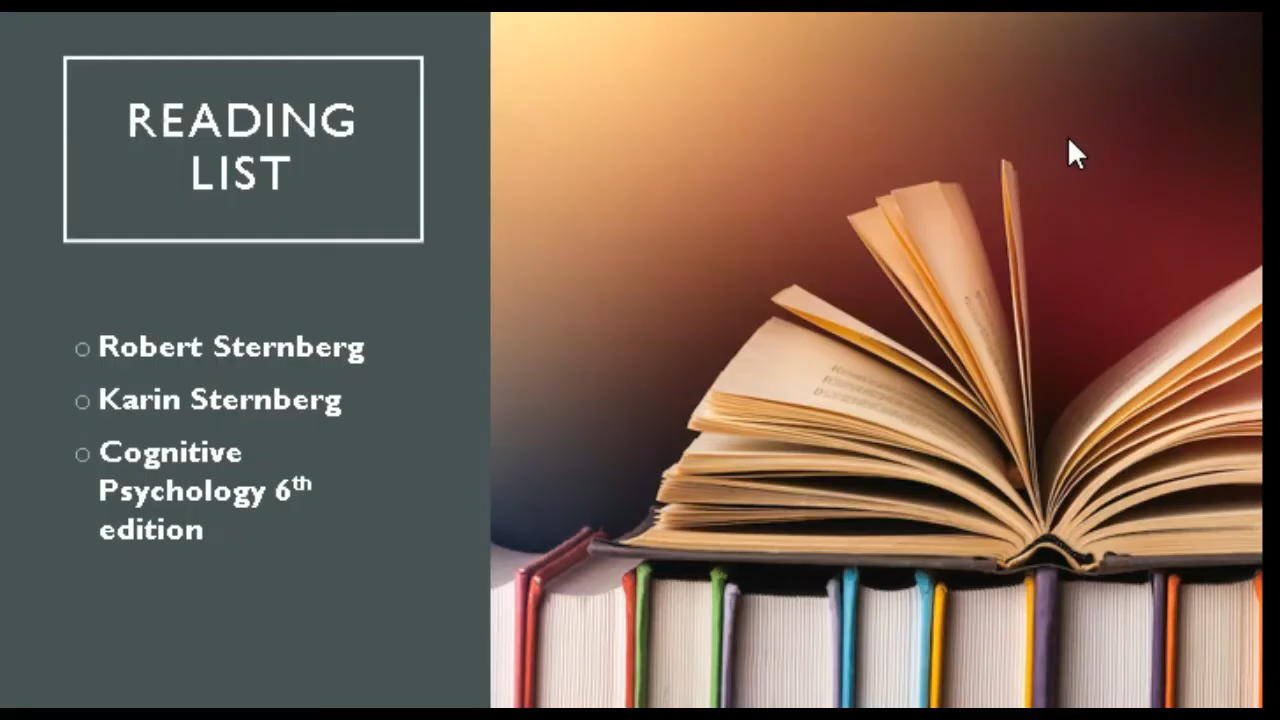 READING
LIST
Robert Sternberg
Karin Sternberg
Cognitive
Psychology 6th
edition